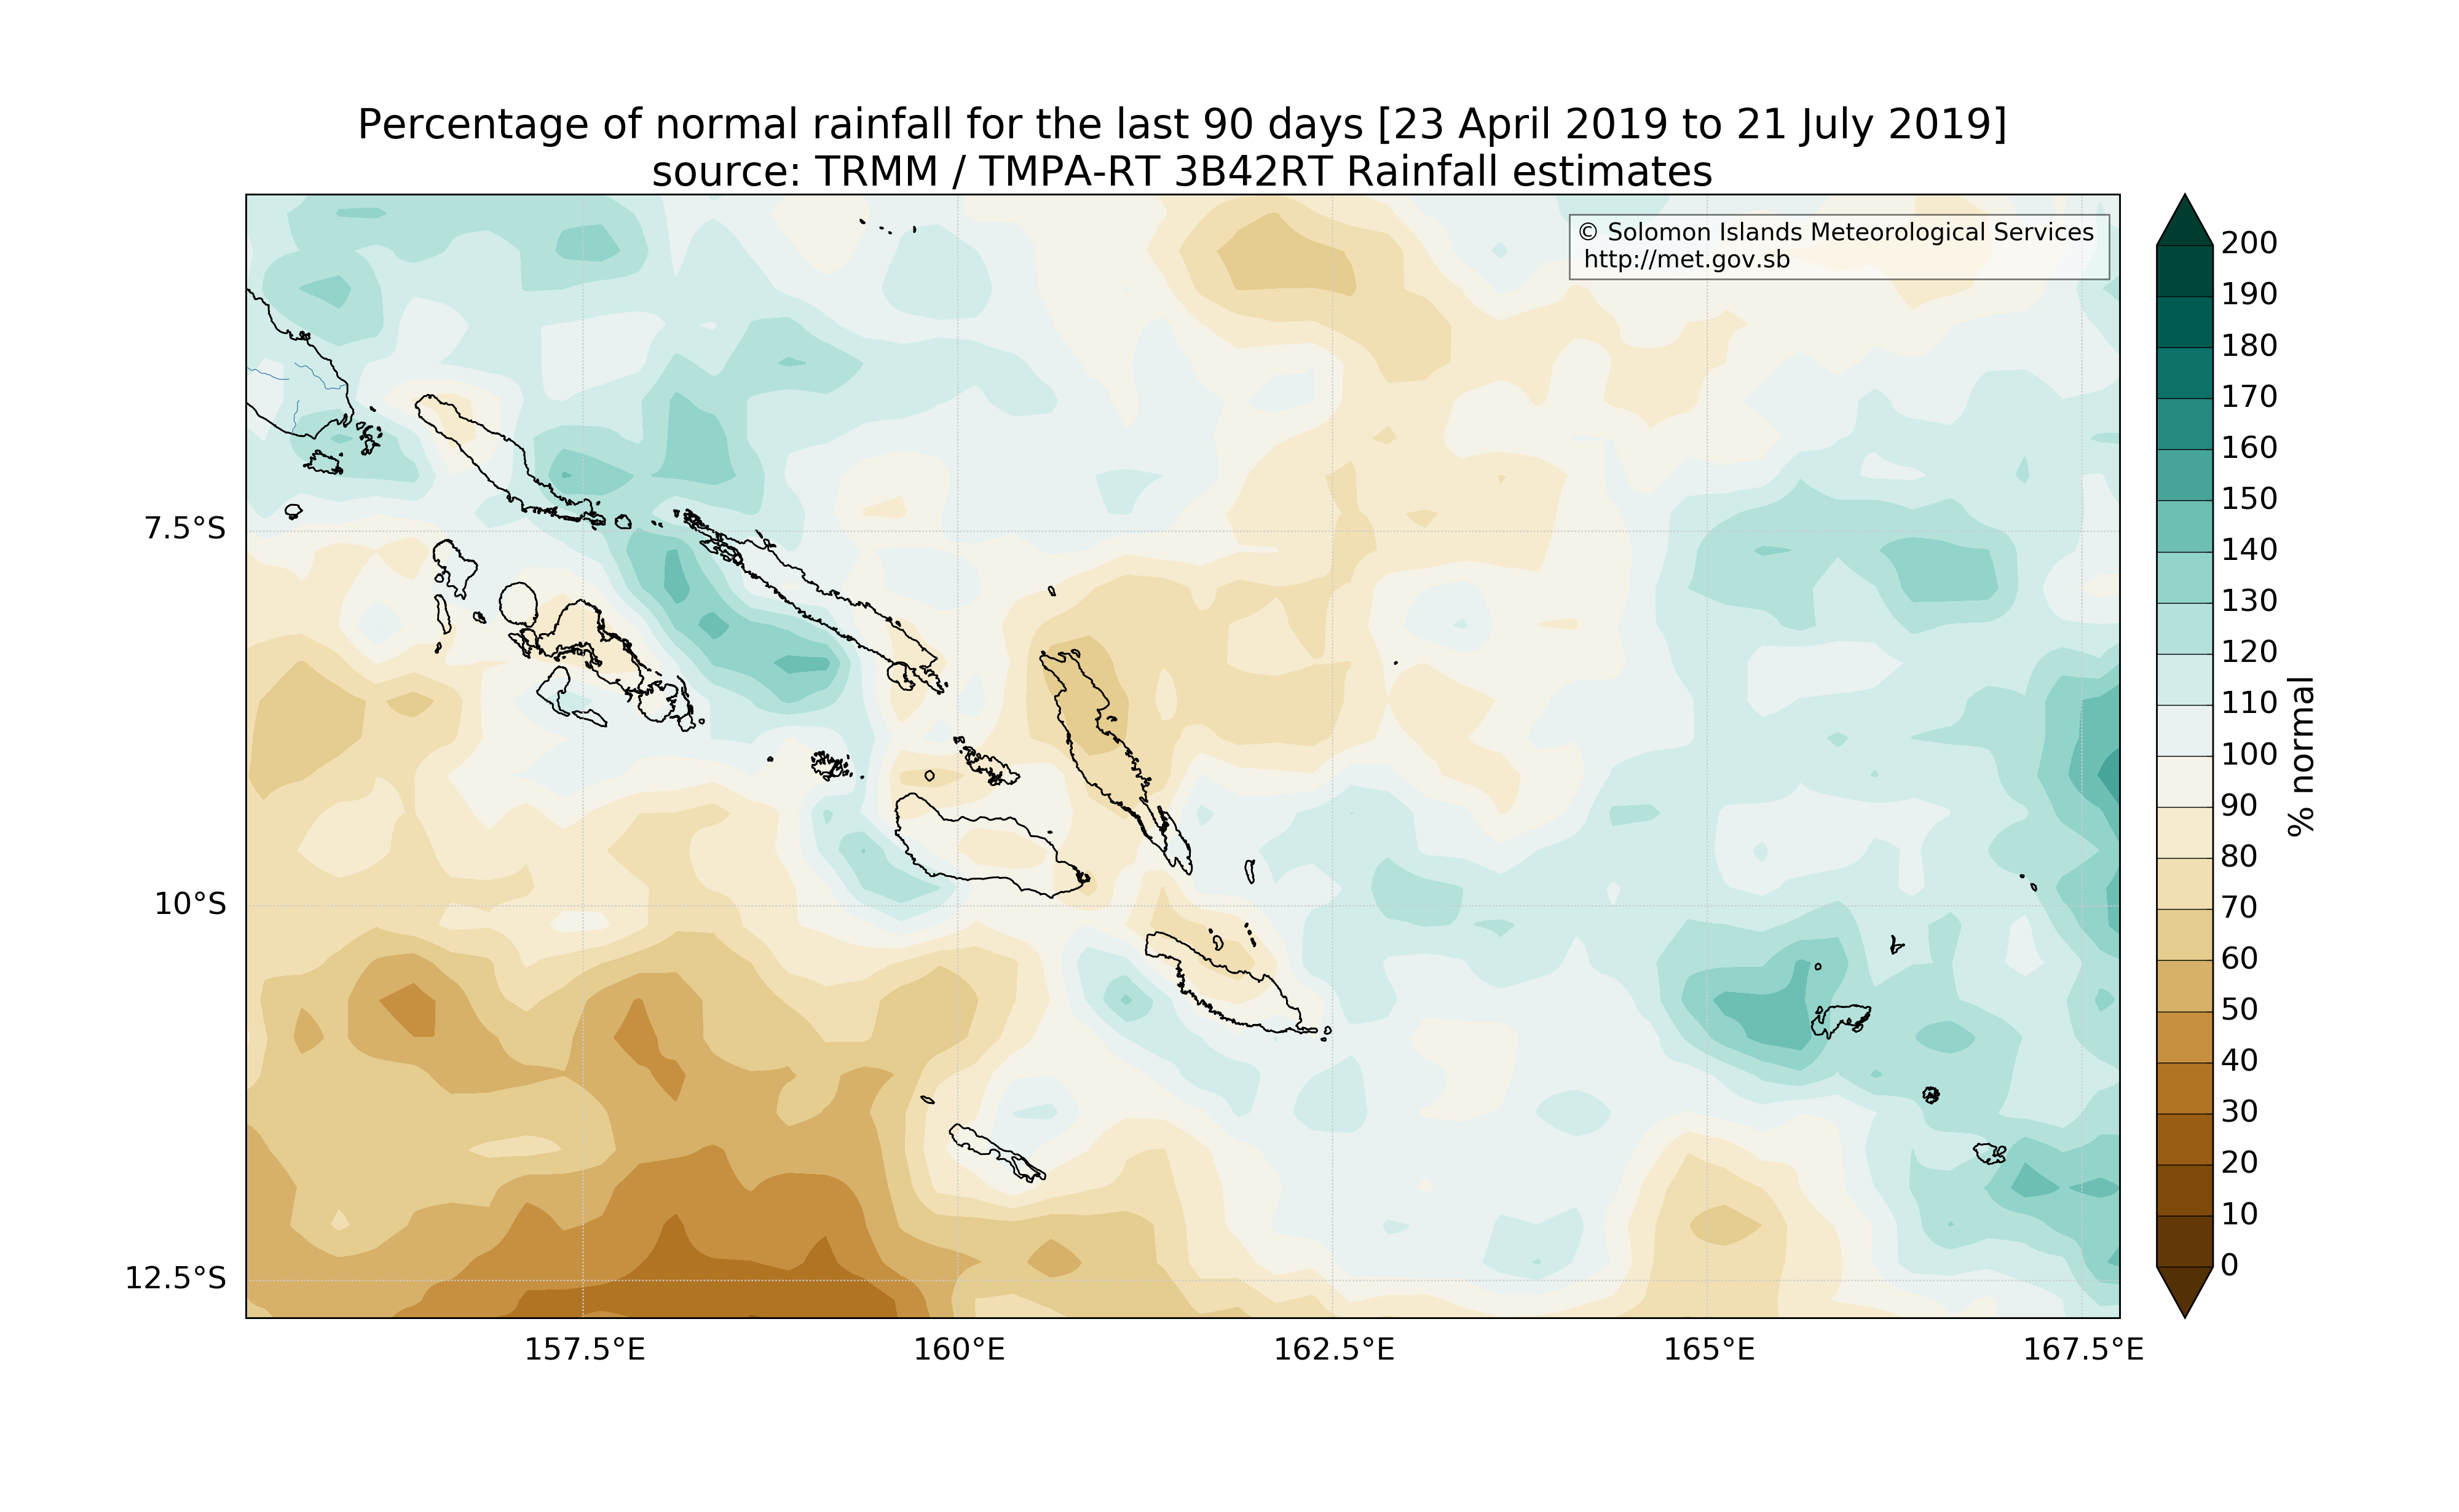 Percentage of normal rainfall for the last 90 days [23 April 2019 to 21 July 2019]
source: TRMM / TMPA-RT 3B42RT Rainfall estimates
© Solomon Islands Meteorological Services
http://met.gov.sb
7.5°S
10°S
12.5°S
157.5°E
160°E
162.5°E
165°E
167.5°E
200
190
180
170
160
150
140
130
120
110
100
90
80
70
60
50
40
30
20
10
0
% normal